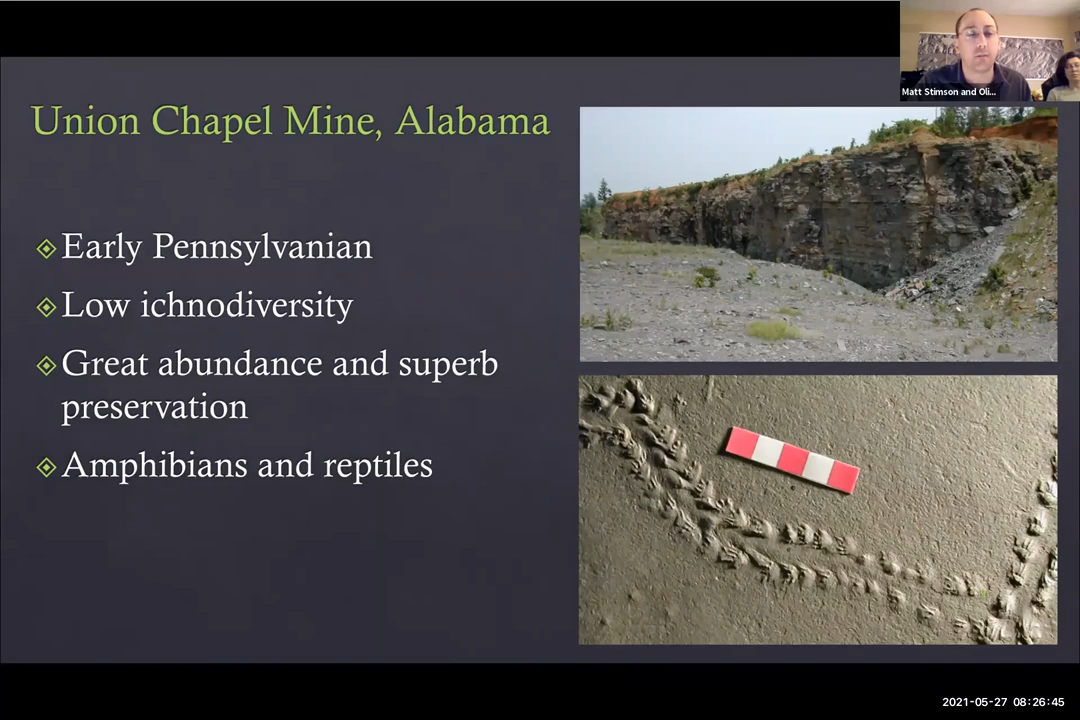 Matt Stimson and Oli...
Union Chapel Mine, Alabama
Early Pennsylvanian
Low ichnodiversity
Great abundance and superb
preservation
Amphibians and reptiles
2021-05-27 08:26:45